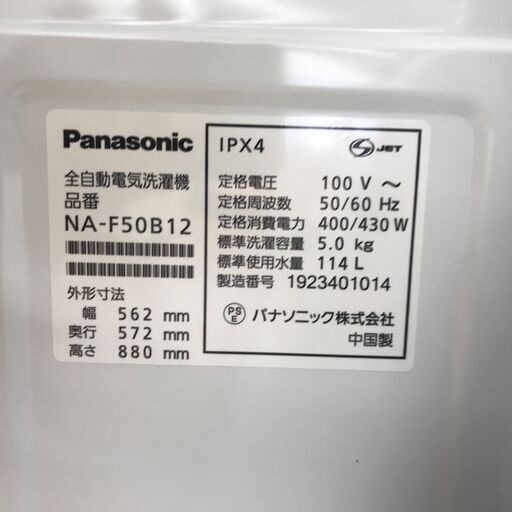 Panasonic
全自動電気洗濯機
品番
NA-F50B12
外形寸法
幅 562 mm
奥行 572 mm
高さ 880 mm
IPX4
S JET
定格電圧 100 V ～
定格周波数 50/60 Hz
定格消費電力 400/430 W
標準洗濯容量 5.0 kg
標準使用水量 114 L
製造番号 1923401014
PS E パナソニック株式会社
中国製